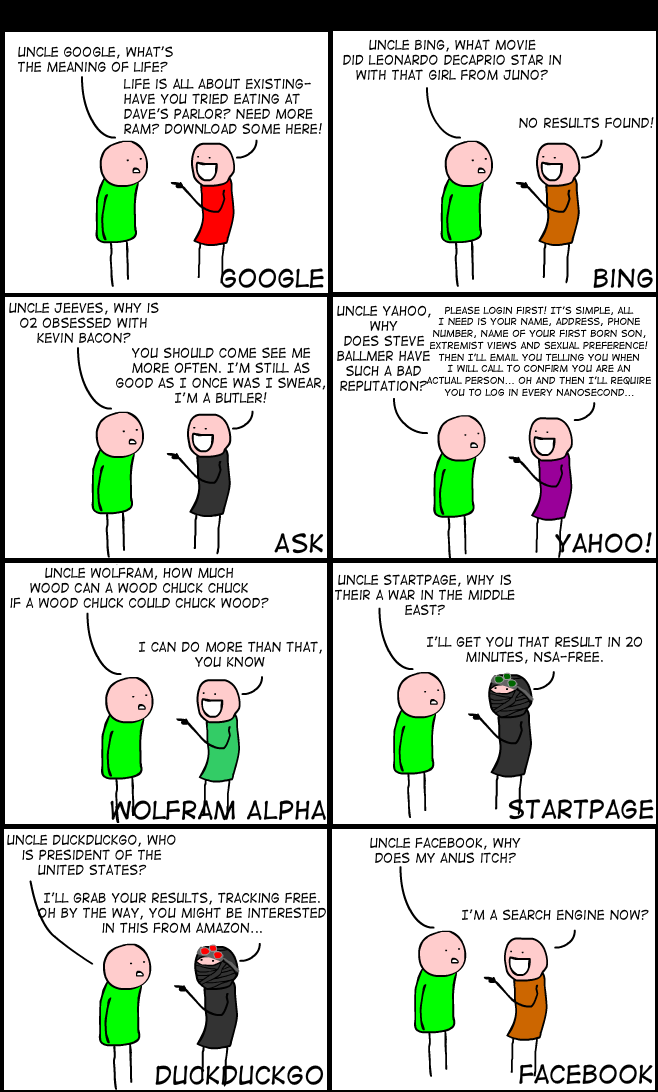 UNCLE GOOGLE, WHAT'S
THE MEANING OF LIFE?
LIFE IS ALL ABOUT EXISTING-
HAVE YOU TRIED EATING AT
DAVE'S PARLOR? NEED MORE
RAM? DOWNLOAD SOME HERE!
GOOGLE
UNCLE BING, WHAT MOVIE
DID LEONARDO DECAPRIO STAR IN
WITH THAT GIRL FROM JUNO?
NO RESULTS FOUND!
BING
UNCLE JEEVES, WHY IS
O2 OBSESSED WITH
KEVIN BACON?
YOU SHOULD COME SEE ME
MORE OFTEN. I'M STILL AS
GOOD AS I ONCE WAS I SWEAR,
I'M A BUTLER!
ASK
UNCLE YAHOO,
WHY
DOES STEVE
BALLMER HAVE
SUCH A BAD
REPUTATION?
PLEASE LOGIN FIRST! IT'S SIMPLE, ALL
I NEED IS YOUR NAME, ADDRESS, PHONE
NUMBER, NAME OF YOUR FIRST BORN SON,
EXTREMIST VIEWS AND SEXUAL PREFERENCE!
THEN I'LL EMAIL YOU TELLING YOU WHEN
I WILL CALL TO CONFIRM YOU ARE AN
ACTUAL PERSON... OH AND THEN I'LL REQUIRE
YOU TO LOG IN EVERY NANOSECOND...
YAHOO!
UNCLE WOLFRAM, HOW MUCH
WOOD CAN A WOOD CHUCK CHUCK
IF A WOOD CHUCK COULD CHUCK WOOD?
I CAN DO MORE THAN THAT,
YOU KNOW
WOLFRAM ALPHA
UNCLE STARTPAGE, WHY IS
THEIR A WAR IN THE MIDDLE
EAST?
I'LL GET YOU THAT RESULT IN 20
MINUTES, NSA-FREE.
STARTPAGE
UNCLE DUCKDUCKGO, WHO
IS PRESIDENT OF THE
UNITED STATES?
I'LL GRAB YOUR RESULTS, TRACKING FREE.
OH BY THE WAY, YOU MIGHT BE INTERESTED
IN THIS FROM AMAZON...
DUCKDUCKGO
UNCLE FACEBOOK, WHY
DOES MY ANUS ITCH?
I'M A SEARCH ENGINE NOW?
FACEBOOK